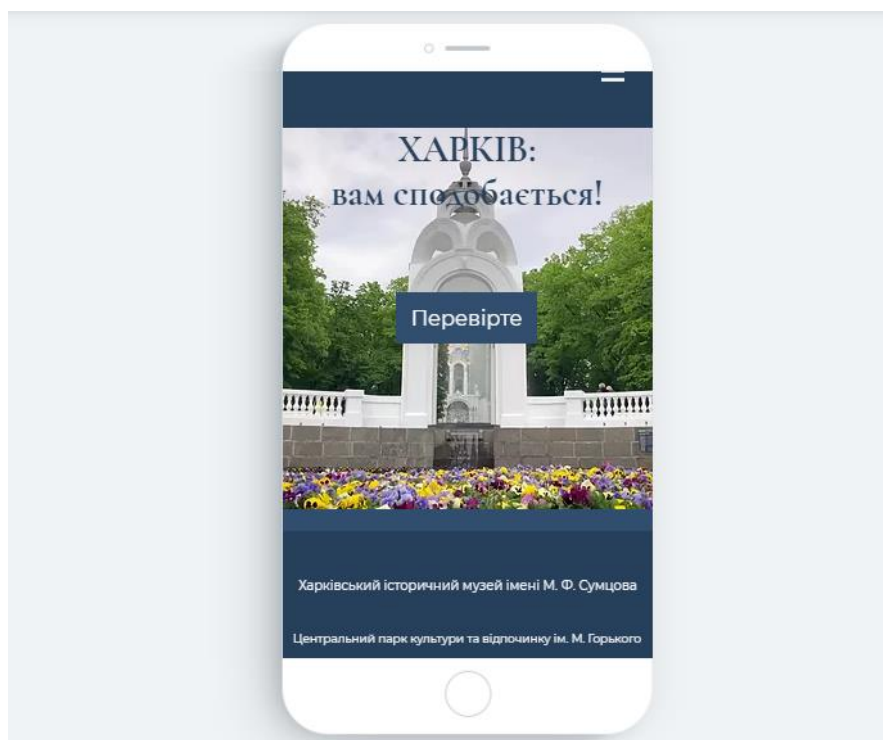 ХАРКІВ:
вам сподобається!
Перевірте
Харківський історичний музей імені М. Ф. Сумцова
Центральний парк культури та відпочинку ім. М. Горького